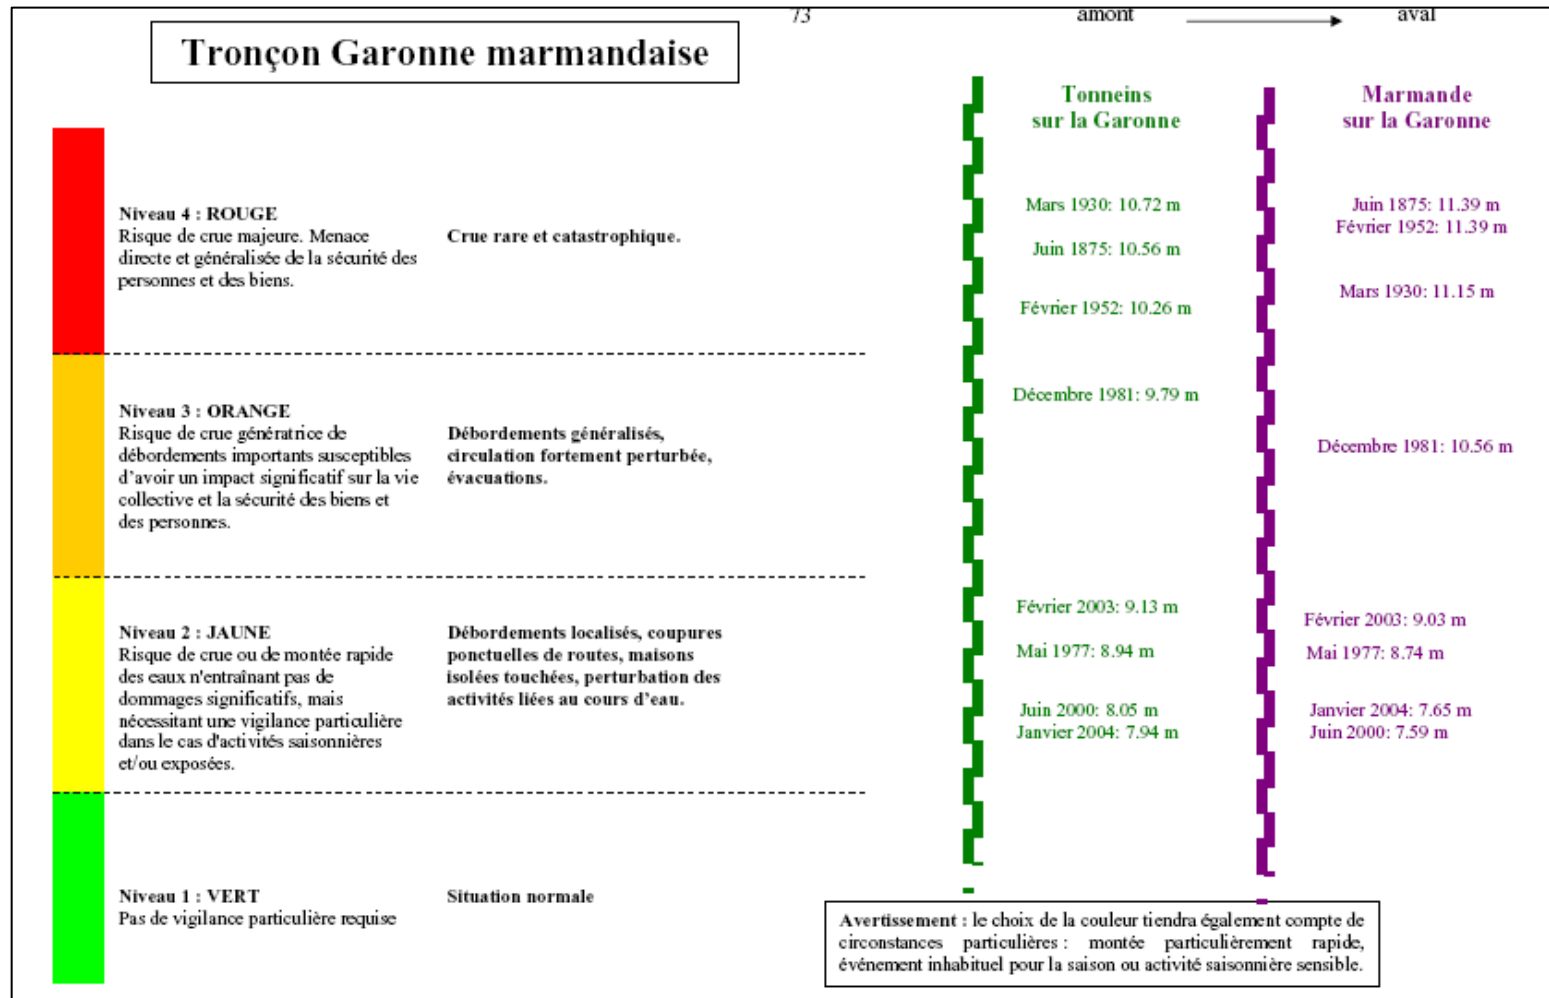 73
amont
aval
Tronçon Garonne marmandaise
Tonneins
sur la Garonne
Marmande
sur la Garonne
Niveau 4 : ROUGE
Risque de crue majeure. Menace
directe et généralisée de la sécurité des
personnes et des biens.
Crue rare et catastrophique.
Mars 1930: 10.72 m
Juin 1875: 10.56 m
Février 1952: 10.26 m
Juin 1875: 11.39 m
Février 1952: 11.39 m
Mars 1930: 11.15 m
Niveau 3 : ORANGE
Risque de crue génératrice de
débordements importants susceptibles
d'avoir un impact significatif sur la vie
collective et la sécurité des biens et
des personnes.
Débordements généralisés,
circulation fortement perturbée,
évacuations.
Décembre 1981: 9.79 m
Décembre 1981: 10.56 m
Niveau 2 : JAUNE
Risque de crue ou de montée rapide
des eaux n'entraînant pas de
dommages significatifs, mais
nécessitant une vigilance particulière
dans le cas d'activités saisonnières
et/ou exposées.
Débordements localisés, coupures
ponctuelles de routes, maisons
isolées touchées, perturbation des
activités liées au cours d'eau.
Février 2003: 9.13 m
Mai 1977: 8.94 m
Juin 2000: 8.05 m
Janvier 2004: 7.94 m
Février 2003: 9.03 m
Mai 1977: 8.74 m
Janvier 2004: 7.65 m
Juin 2000: 7.59 m
Niveau 1 : VERT
Pas de vigilance particulière requise
Situation normale
Avertissement : le choix de la couleur tiendra également compte de
circonstances particulières : montée particulièrement rapide,
événement inhabituel pour la saison ou activité saisonnière sensible.